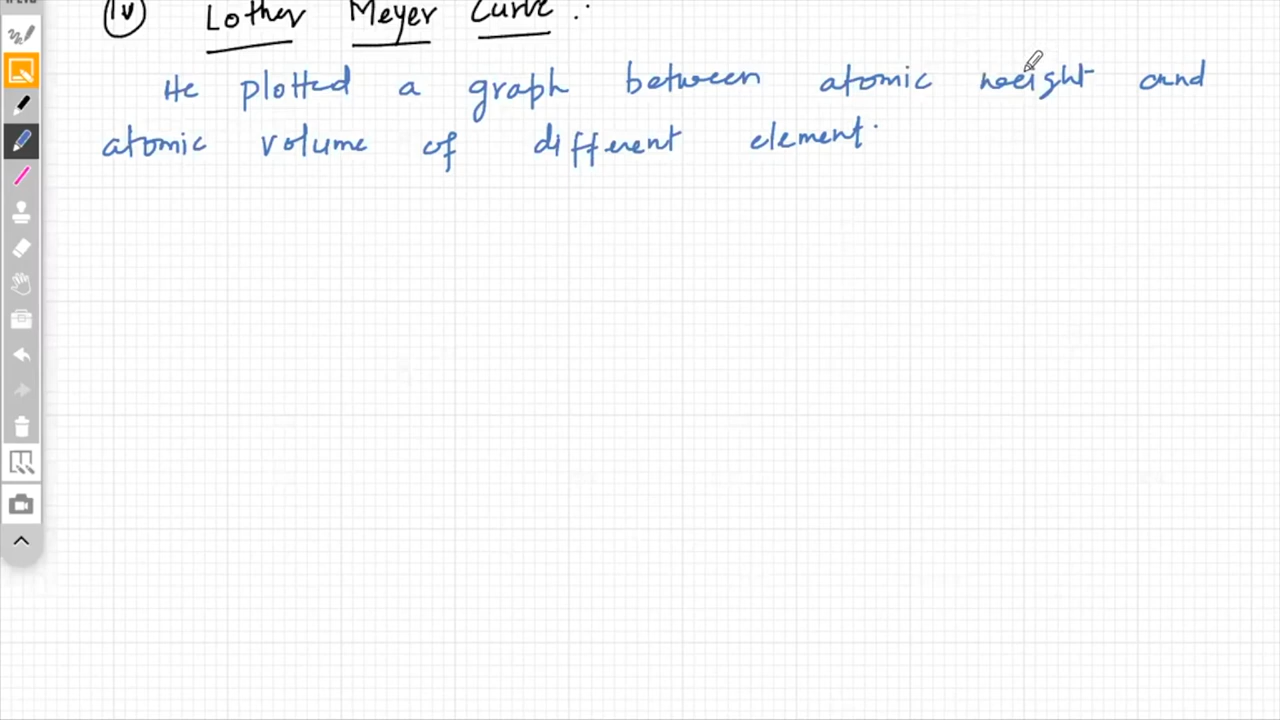 (iv) Lother Meyer Curve :
He plotted a graph between atomic weight and
atomic volume of different element.